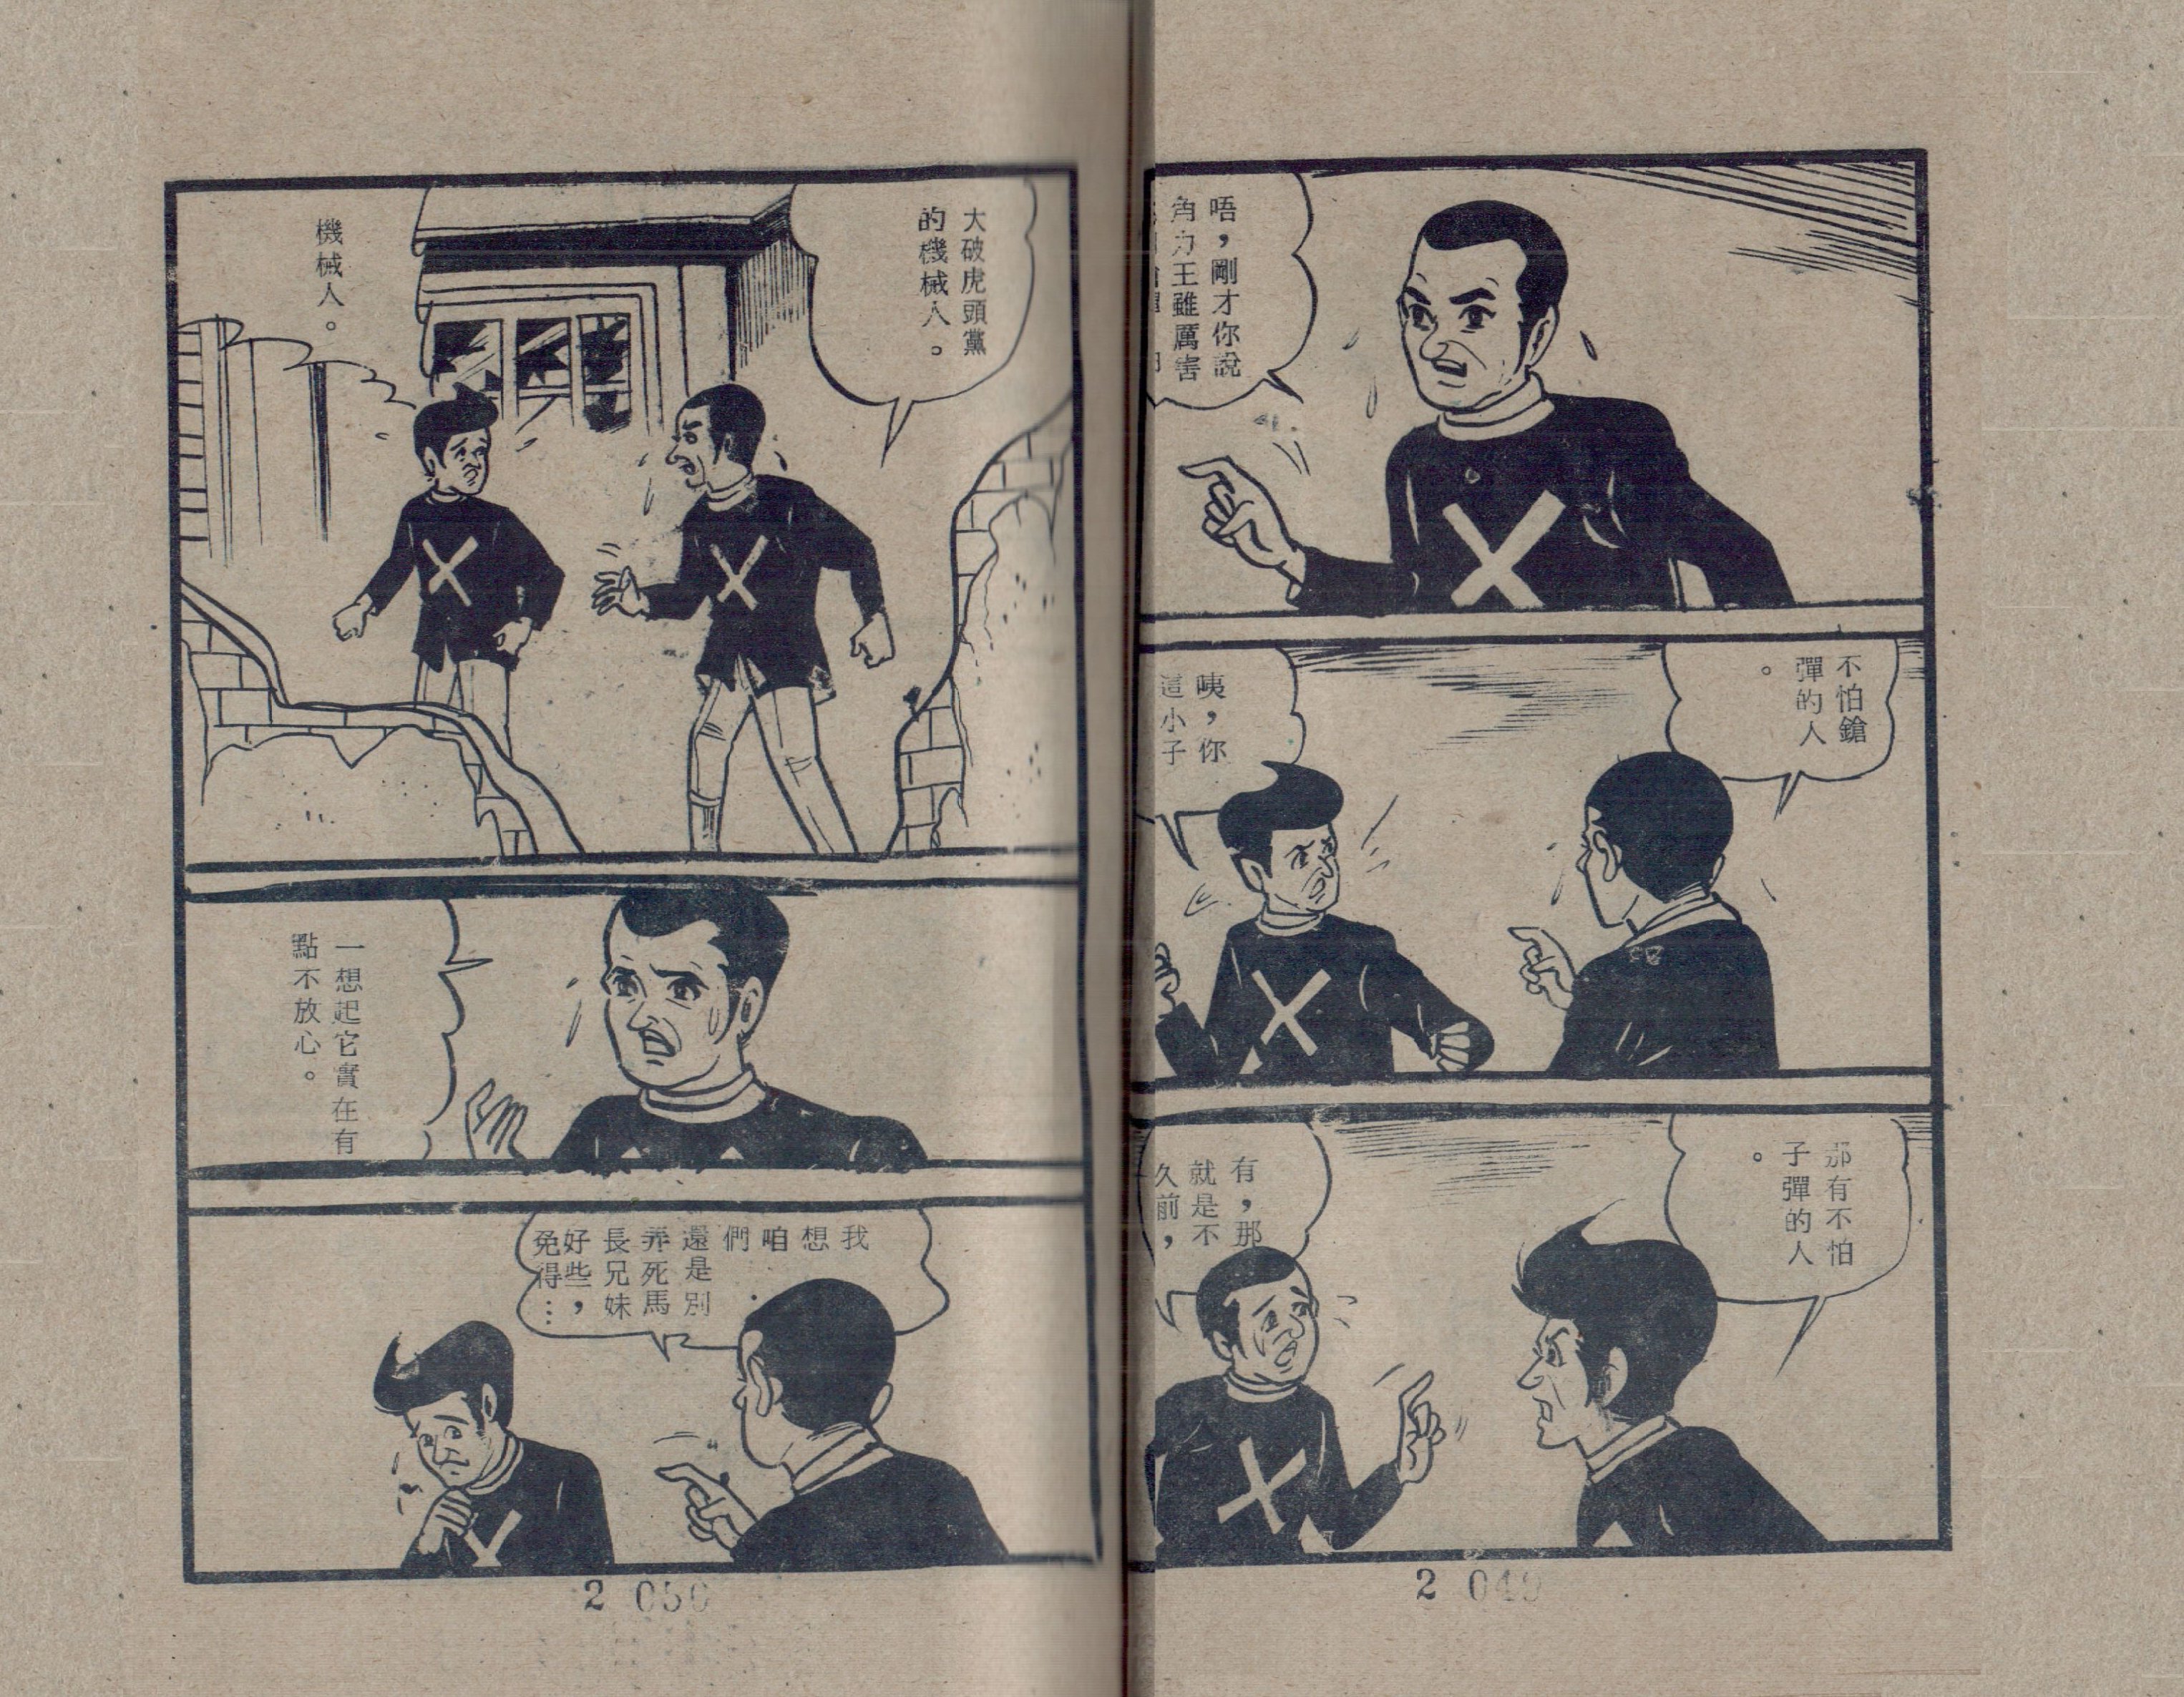 唔，剛才你說
角力王雖厲害
不怕鎗
彈的人
。
咦，你
這小子
那有不怕
子彈的人
。
有，那
就是不
久前，
2 049
大破虎頭黨
的機械人。
機械人。
一想起它實在有
點不放心。
我
想
咱
們
還是別
弄死馬
長兄妹
好些，
免得…
2 050